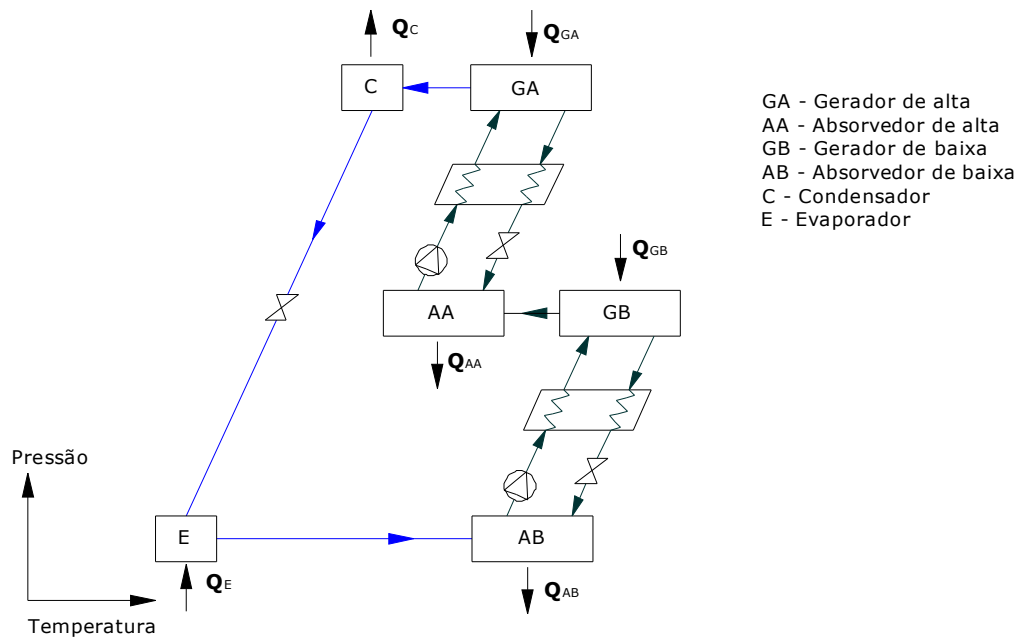 QC
QGA
C
GA
GA - Gerador de alta
AA - Absorvedor de alta
GB - Gerador de baixa
AB - Absorvedor de baixa
C - Condensador
E - Evaporador
QGB
AA
GB
QAA
Pressão
E
AB
QE
QAB
Temperatura